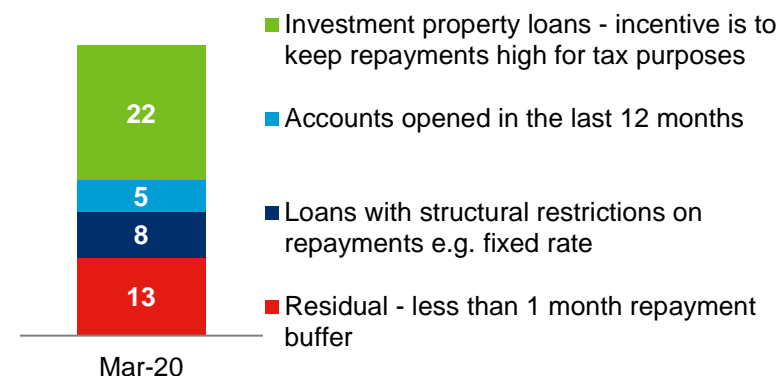 Investment property loans - incentive is to
keep repayments high for tax purposes
22
Accounts opened in the last 12 months
5
8
Loans with structural restrictions on
repayments e.g. fixed rate
13
Residual - less than 1 month repayment
buffer
Mar-20